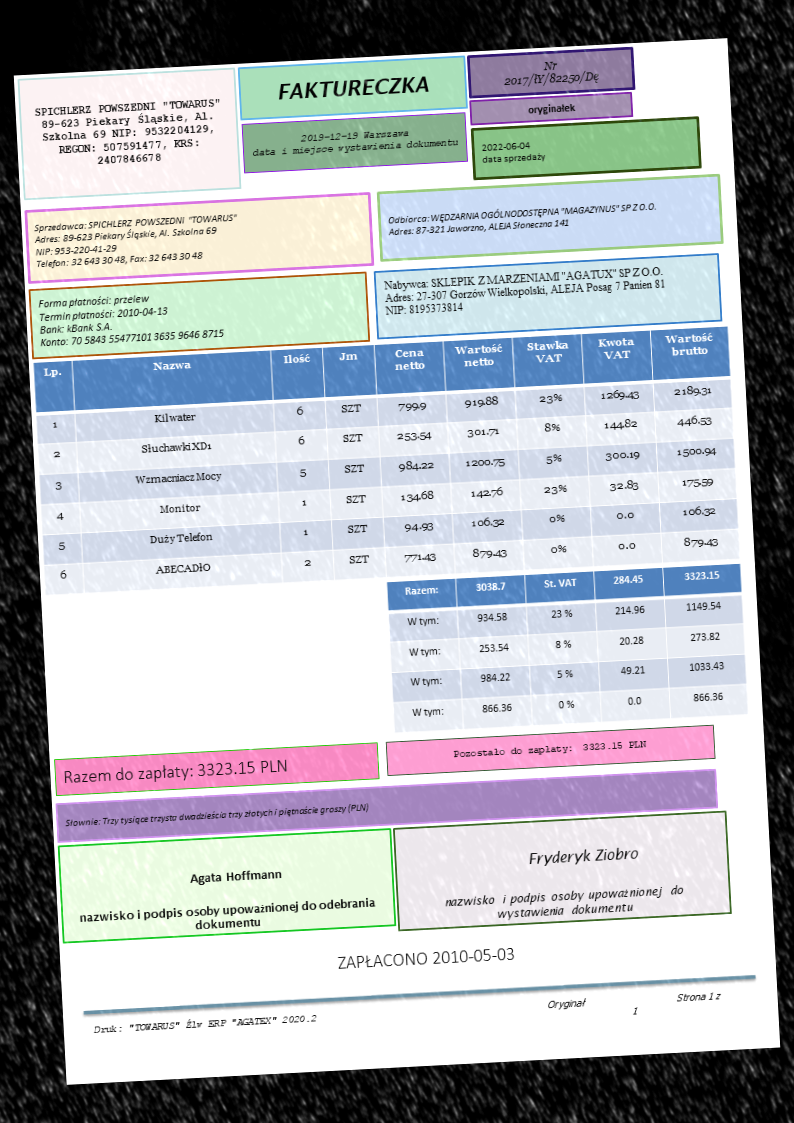 SPICHLERZ POWSZEDNI "TOWARUS"
89-623 Piekary Śląskie, Al.
Szkolna 69 NIP: 9532204129,
REGON: 507591477, KRS:
2407846678
FAKTURECZKA
2019-12-19 Warszawa
data i miejsce wystawienia dokumentu
Nr
2017/łY/82250/Dę
oryginałek
2022-06-04
data sprzedaży
Sprzedawca: SPICHLERZ POWSZEDNI "TOWARUS"
Adres: 89-623 Piekary Śląskie, Al. Szkolna 69
NIP: 953-220-41-29
Telefon: 32 643 30 48, Fax: 32 643 30 48
Odbiorca: WĘDZARNIA OGÓLNODOSTĘPNA "MAGAZYNUS" SP Z O.O.
Adres: 87-321 Jaworzno, ALEJA Słoneczna 141
Forma płatności: przelew
Termin płatności: 2010-04-13
Bank: kBank S.A.
Konto: 70 5843 55477101 3635 9646 8715
Nabywca: SKLEPIK Z MARZENIAMI "AGATUX" SP Z O.O.
Adres: 27-307 Gorzów Wielkopolski, ALEJA Posag 7 Panien 81
NIP: 8195373814
Lp. Nazwa Ilość Jm Cena netto Wartość netto Stawka VAT Kwota VAT Wartość brutto
1 Kilwater 6 SZT 799.9 919.88 23% 1269.43 2189.31
2 Słuchawki XD1 6 SZT 253.54 301.71 8% 144.82 446.53
3 Wzmacniacz Mocy 5 SZT 984.22 1200.75 5% 300.19 1500.94
4 Monitor 1 SZT 134.68 142.76 23% 32.83 175.59
5 Duży Telefon 1 SZT 94.93 106.32 0% 0.0 106.32
6 ABECADłO 2 SZT 771.43 879.43 0% 0.0 879.43
Razem: 3038.7 St. VAT 284.45 3323.15
W tym: 934.58 23 % 214.96 1149.54
W tym: 253.54 8 % 20.28 273.82
W tym: 984.22 5 % 49.21 1033.43
W tym: 866.36 0 % 0.0 866.36
Razem do zapłaty: 3323.15 PLN
Pozostało do zapłaty: 3323.15 PLN
Słownie: Trzy tysiące trzysta dwadzieścia trzy złotych i piętnaście groszy (PLN)
Agata Hoffmann
nazwisko i podpis osoby upoważnionej do odebrania
dokumentu
Fryderyk Ziobro
nazwisko i podpis osoby upoważnionej do
wystawienia dokumentu
ZAPŁACONO 2010-05-03
Druk: "TOWARUS" Źlv ERP "AGATEX" 2020.2
Oryginał
1
Strona 1 z